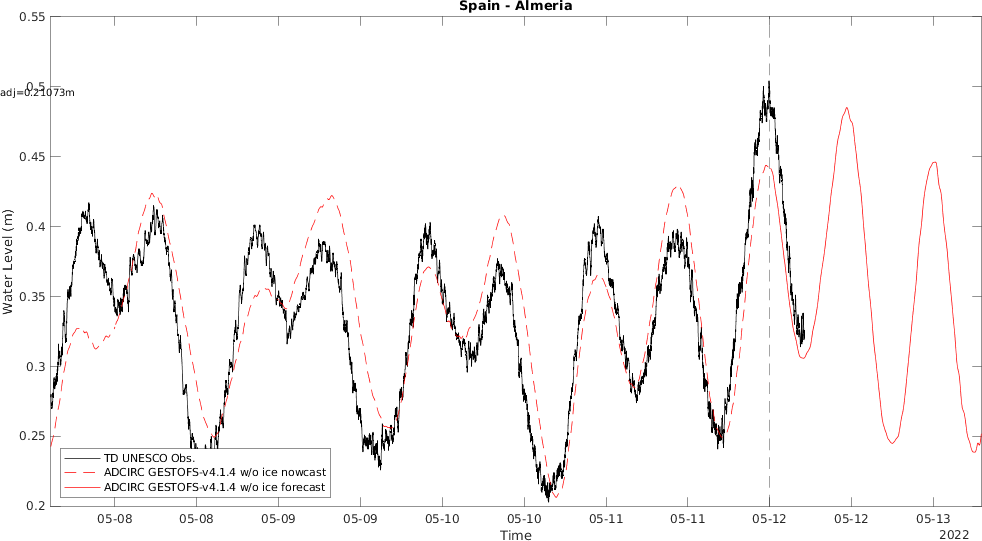 Spain - Almeria
0.55
0.5
adj=0.21073m
0.45
0.4
0.35
0.3
0.25
0.2
Water Level (m)
TD UNESCO Obs.
ADCIRC GESTOFS-v4.1.4 w/o ice nowcast
ADCIRC GESTOFS-v4.1.4 w/o ice forecast
05-08 05-08 05-09 05-09 05-10 05-10 05-11 05-11 05-12 05-12 05-13
Time
2022